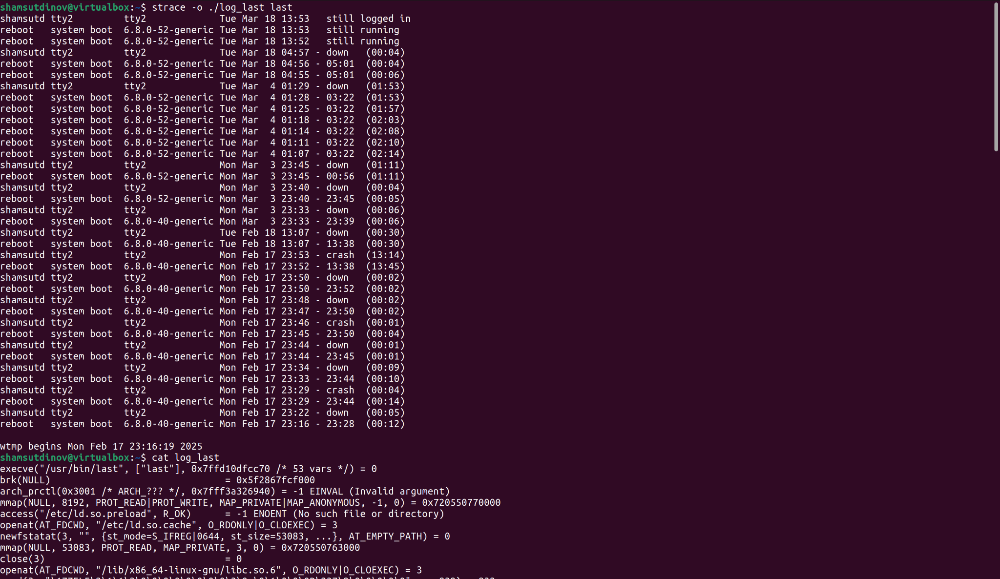 shamsutdinov@virtualbox:~$ strace -o ./log_last last
shamsutd tty2         tty2             Tue Mar 18 13:53   still logged in
reboot   system boot  6.8.0-52-generic Tue Mar 18 13:53   still running
reboot   system boot  6.8.0-52-generic Tue Mar 18 13:52   still running
shamsutd tty2         tty2             Tue Mar 18 04:57 - down   (00:04)
reboot   system boot  6.8.0-52-generic Tue Mar 18 04:56 - 05:01  (00:04)
reboot   system boot  6.8.0-52-generic Tue Mar 18 04:55 - 05:01  (00:06)
shamsutd tty2         tty2             Tue Mar  4 01:29 - down   (01:53)
reboot   system boot  6.8.0-52-generic Tue Mar  4 01:28 - 03:22  (01:53)
reboot   system boot  6.8.0-52-generic Tue Mar  4 01:25 - 03:22  (01:57)
reboot   system boot  6.8.0-52-generic Tue Mar  4 01:18 - 03:22  (02:03)
reboot   system boot  6.8.0-52-generic Tue Mar  4 01:14 - 03:22  (02:08)
reboot   system boot  6.8.0-52-generic Tue Mar  4 01:11 - 03:22  (02:10)
reboot   system boot  6.8.0-52-generic Tue Mar  4 01:07 - 03:22  (02:14)
shamsutd tty2         tty2             Mon Mar  3 23:45 - down   (01:11)
reboot   system boot  6.8.0-52-generic Mon Mar  3 23:45 - 00:56  (01:11)
shamsutd tty2         tty2             Mon Mar  3 23:40 - down   (00:04)
reboot   system boot  6.8.0-52-generic Mon Mar  3 23:40 - 23:45  (00:05)
shamsutd tty2         tty2             Mon Mar  3 23:33 - down   (00:06)
reboot   system boot  6.8.0-40-generic Mon Mar  3 23:33 - 23:39  (00:06)
shamsutd tty2         tty2             Tue Feb 18 13:07 - down   (00:30)
reboot   system boot  6.8.0-40-generic Tue Feb 18 13:07 - 13:38  (00:30)
shamsutd tty2         tty2             Mon Feb 17 23:53 - crash  (13:14)
reboot   system boot  6.8.0-40-generic Mon Feb 17 23:52 - 13:38  (13:45)
shamsutd tty2         tty2             Mon Feb 17 23:50 - down   (00:02)
reboot   system boot  6.8.0-40-generic Mon Feb 17 23:50 - 23:52  (00:02)
shamsutd tty2         tty2             Mon Feb 17 23:48 - down   (00:02)
reboot   system boot  6.8.0-40-generic Mon Feb 17 23:47 - 23:50  (00:02)
shamsutd tty2         tty2             Mon Feb 17 23:46 - crash  (00:01)
reboot   system boot  6.8.0-40-generic Mon Feb 17 23:45 - 23:50  (00:04)
shamsutd tty2         tty2             Mon Feb 17 23:44 - down   (00:01)
reboot   system boot  6.8.0-40-generic Mon Feb 17 23:44 - 23:45  (00:01)
shamsutd tty2         tty2             Mon Feb 17 23:34 - down   (00:09)
reboot   system boot  6.8.0-40-generic Mon Feb 17 23:33 - 23:44  (00:10)
shamsutd tty2         tty2             Mon Feb 17 23:29 - crash  (00:04)
reboot   system boot  6.8.0-40-generic Mon Feb 17 23:29 - 23:44  (00:14)
shamsutd tty2         tty2             Mon Feb 17 23:22 - down   (00:05)
reboot   system boot  6.8.0-40-generic Mon Feb 17 23:16 - 23:28  (00:12)
wtmp begins Mon Feb 17 23:16:19 2025
shamsutdinov@virtualbox:~$ cat log_last
execve("/usr/bin/last", ["last"], 0x7ffd10dfcc70 /* 53 vars */) = 0
brk(NULL)                               = 0x5f2867fcf000
arch_prctl(0x3001 /* ARCH_??? */, 0x7fff3a326940) = -1 EINVAL (Invalid argument)
mmap(NULL, 8192, PROT_READ|PROT_WRITE, MAP_PRIVATE|MAP_ANONYMOUS, -1, 0) = 0x720550770000
access("/etc/ld.so.preload", R_OK)      = -1 ENOENT (No such file or directory)
openat(AT_FDCWD, "/etc/ld.so.cache", O_RDONLY|O_CLOEXEC) = 3
newfstatat(3, "", {st_mode=S_IFREG|0644, st_size=53083, ...}, AT_EMPTY_PATH) = 0
mmap(NULL, 53083, PROT_READ, MAP_PRIVATE, 3, 0) = 0x720550763000
close(3)                                = 0
openat(AT_FDCWD, "/lib/x86_64-linux-gnu/libc.so.6", O_RDONLY|O_CLOEXEC) = 3